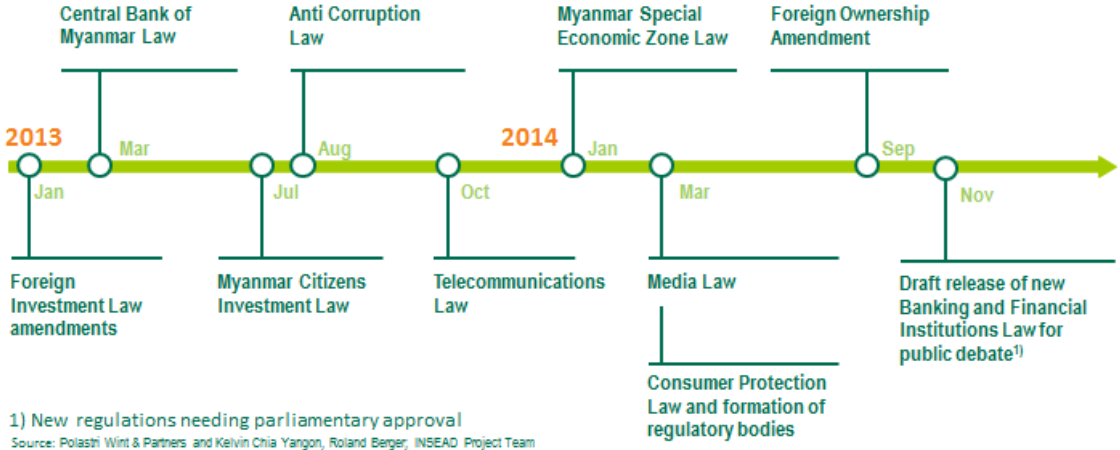 Central Bank of
Myanmar Law
Anti Corruption
Law
Myanmar Special
Economic Zone Law
Foreign Ownership
Amendment
2013
Mar
Aug
2014
Jan
Sep
Jan
Jul
Oct
Mar
Nov
Foreign
Investment Law
amendments
Myanmar Citizens
Investment Law
Telecommunications
Law
Media Law
Draft release of new
Banking and Financial
Institutions Law for
public debate1)
Consumer Protection
Law and formation of
regulatory bodies
1) New regulations needing parliamentary approval
Source: Polastri Wint & Partners and Kelvin Chia Yangon, Roland Berger, INSEAD Project Team